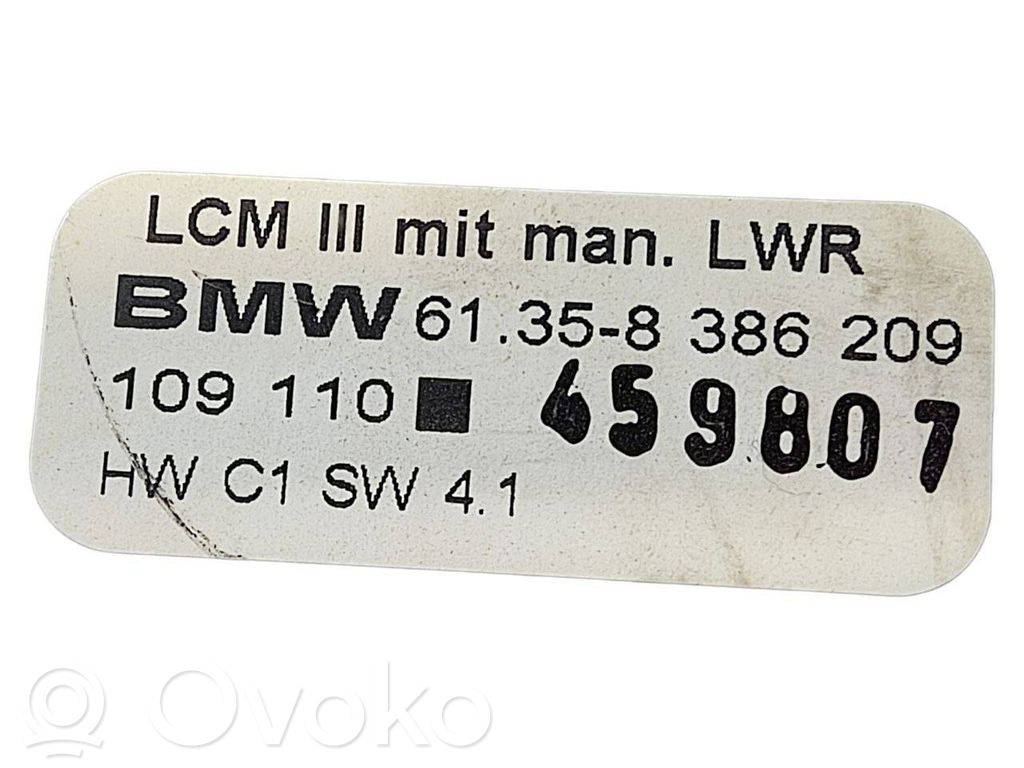 LCM III mit man. LWR
BMW 61.35-8 386 209
109 110 ■ 459807
HW C1 SW 4.1
Ovoko